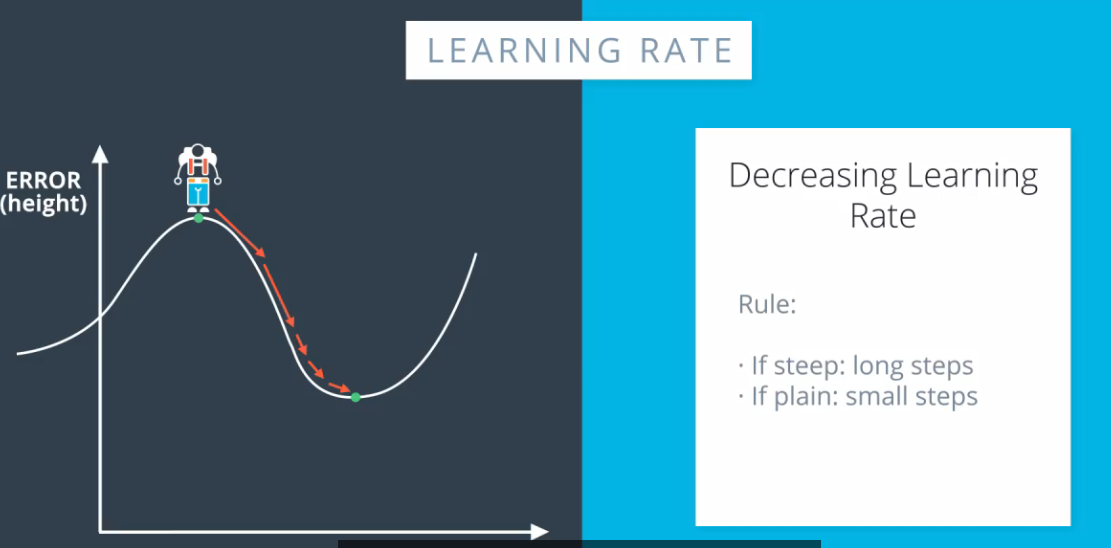 LEARNING RATE
ERROR
(height)
Decreasing Learning
Rate
Rule:
· If steep: long steps
· If plain: small steps